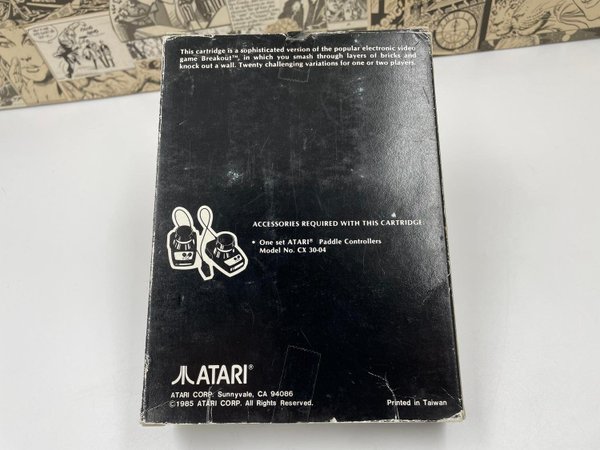 This cartridge is a sophisticated version of the popular electronic video
game Breakout™, in which you smash through layers of bricks and
knock out a wall. Twenty challenging variations for one or two players.
ACCESSORIES REQUIRED WITH THIS CARTRIDGE
• One set ATARI® Paddle Controllers
Model No. CX 30-04
ATARI®
ATARI CORP. Sunnyvale, CA 94086
©1985 ATARI CORP. All Rights Reserved.
Printed in Taiwan